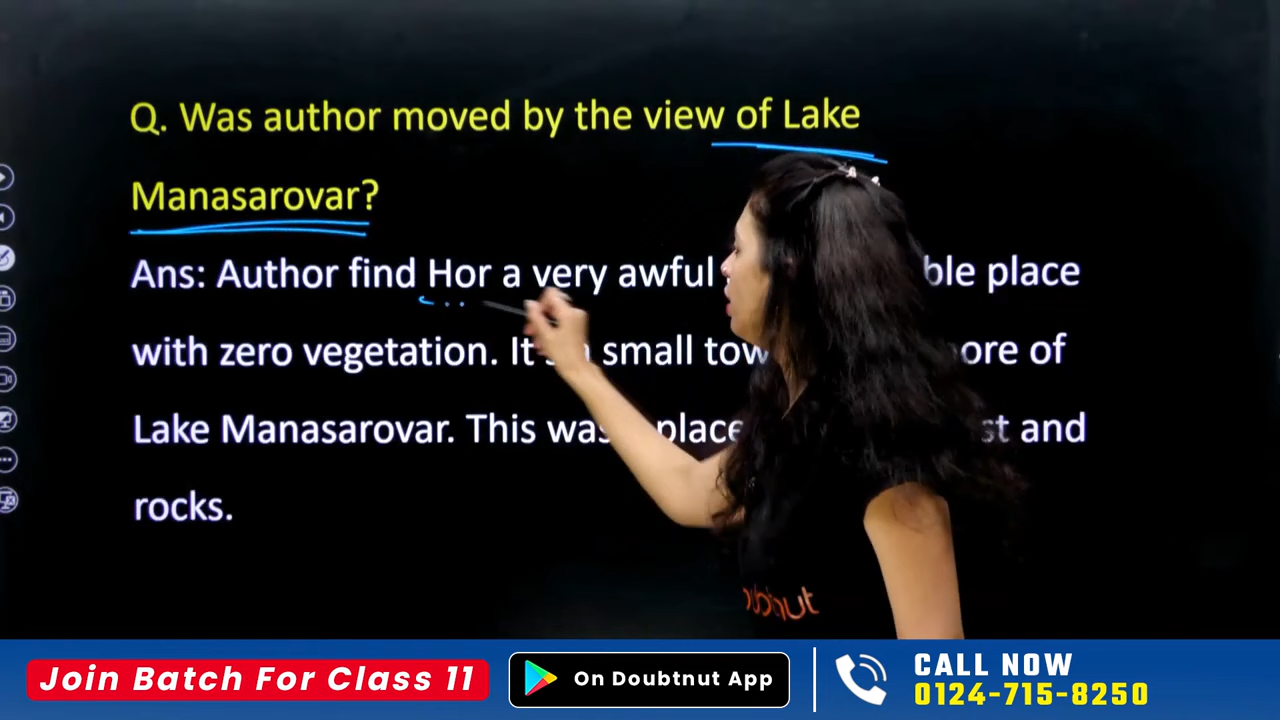 Q. Was author moved by the view of Lake
Manasarovar?
Ans: Author find Hor a very awful ble place
with zero vegetation. It's small tow ore of
Lake Manasarovar. This was place st and
rocks.
Join Batch For Class 11
On Doubtnut App
CALL NOW
0124-715-8250